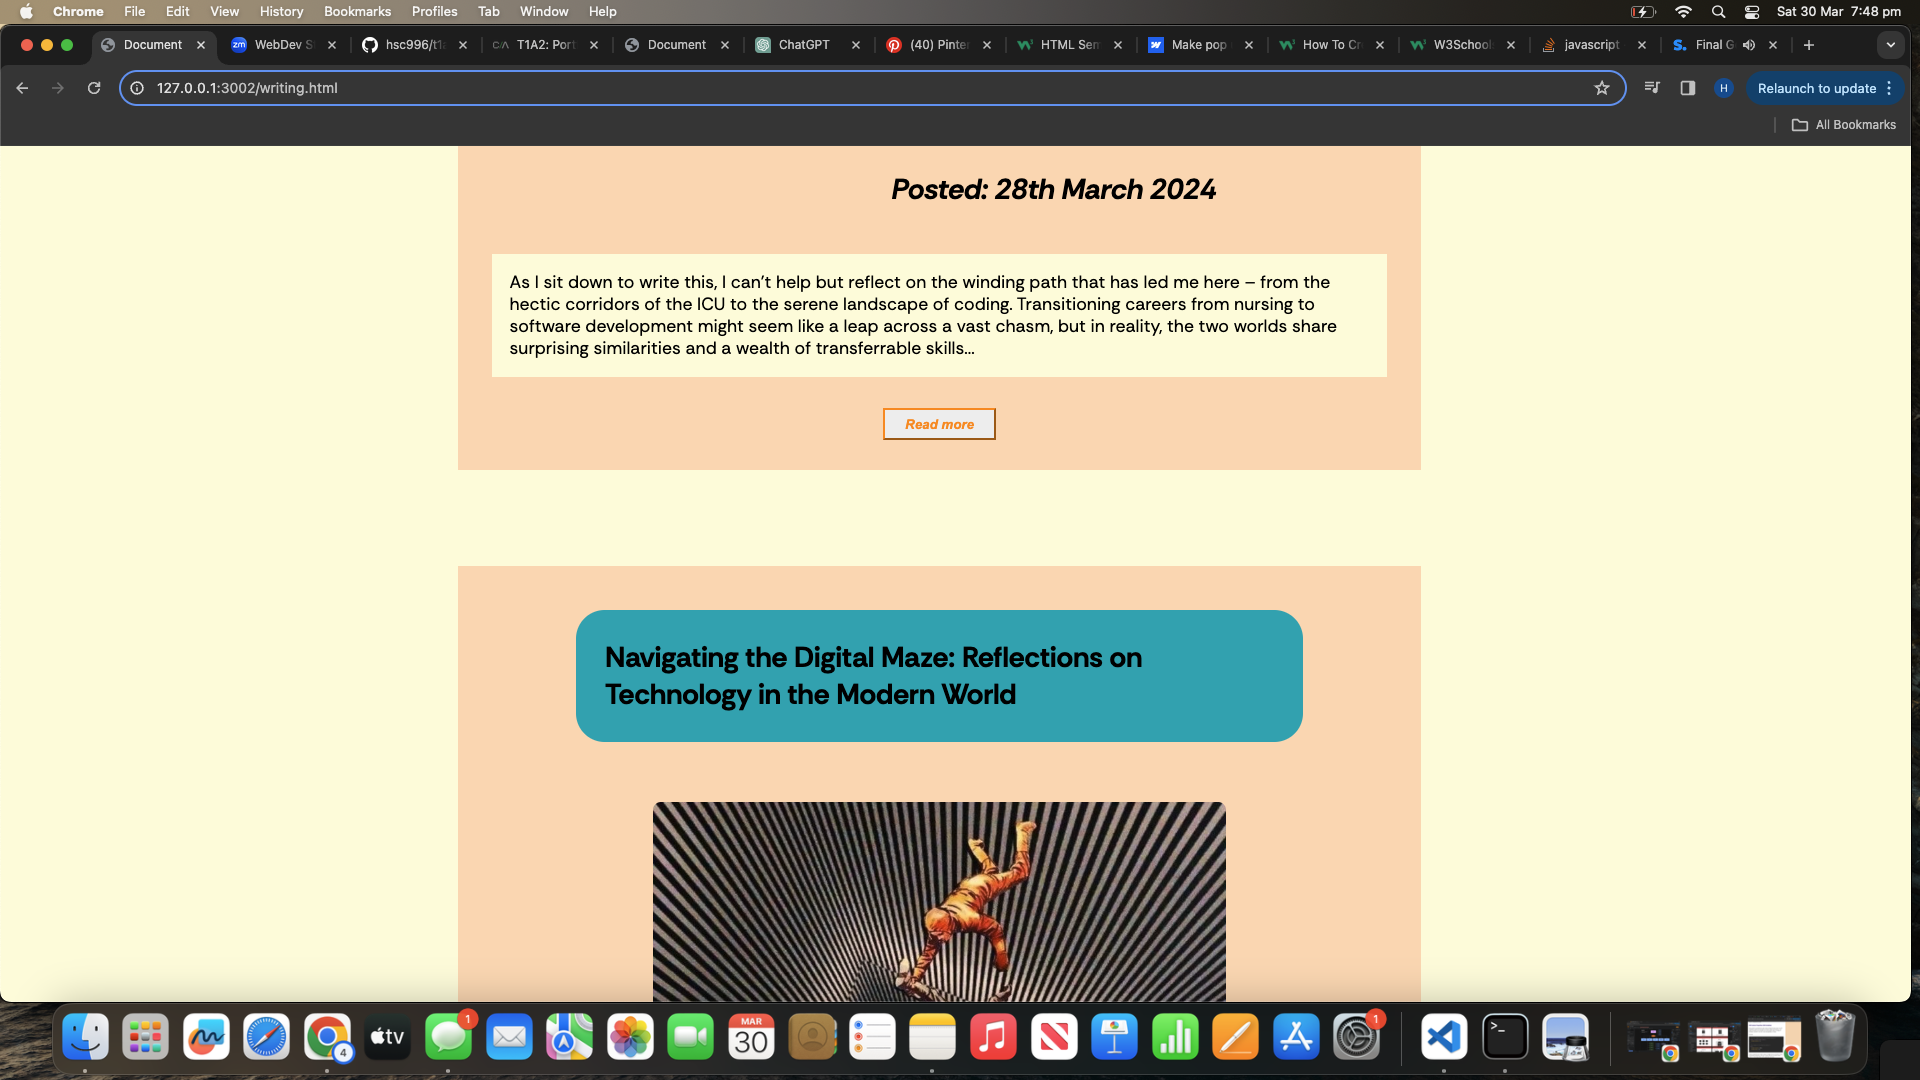 Chrome File Edit View History Bookmarks Profiles Tab Window Help Sat 30 Mar 7:48 pm
Document zm WebDev S hsc996/t1 C/A T1A2: Port Document ChatGPT (40) Pinter HTML Sem Make pop How To Cr W3School javascript S. Final G
127.0.0.1:3002/writing.html H Relaunch to update
All Bookmarks
Posted: 28th March 2024
As I sit down to write this, I can't help but reflect on the winding path that has led me here – from the
hectic corridors of the ICU to the serene landscape of coding. Transitioning careers from nursing to
software development might seem like a leap across a vast chasm, but in reality, the two worlds share
surprising similarities and a wealth of transferrable skills...
Read more
Navigating the Digital Maze: Reflections on
Technology in the Modern World
4 tv 1 MAR 30 1